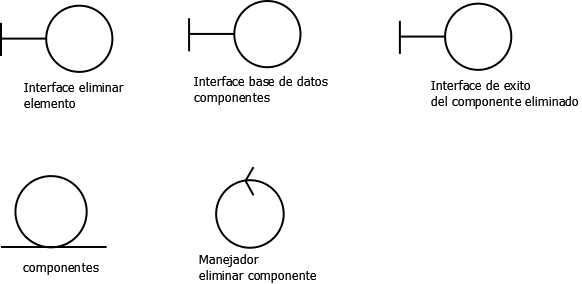 Interface eliminar
elemento
Interface base de datos
componentes
Interface de exito
del componente eliminado
componentes
Manejador
eliminar componente